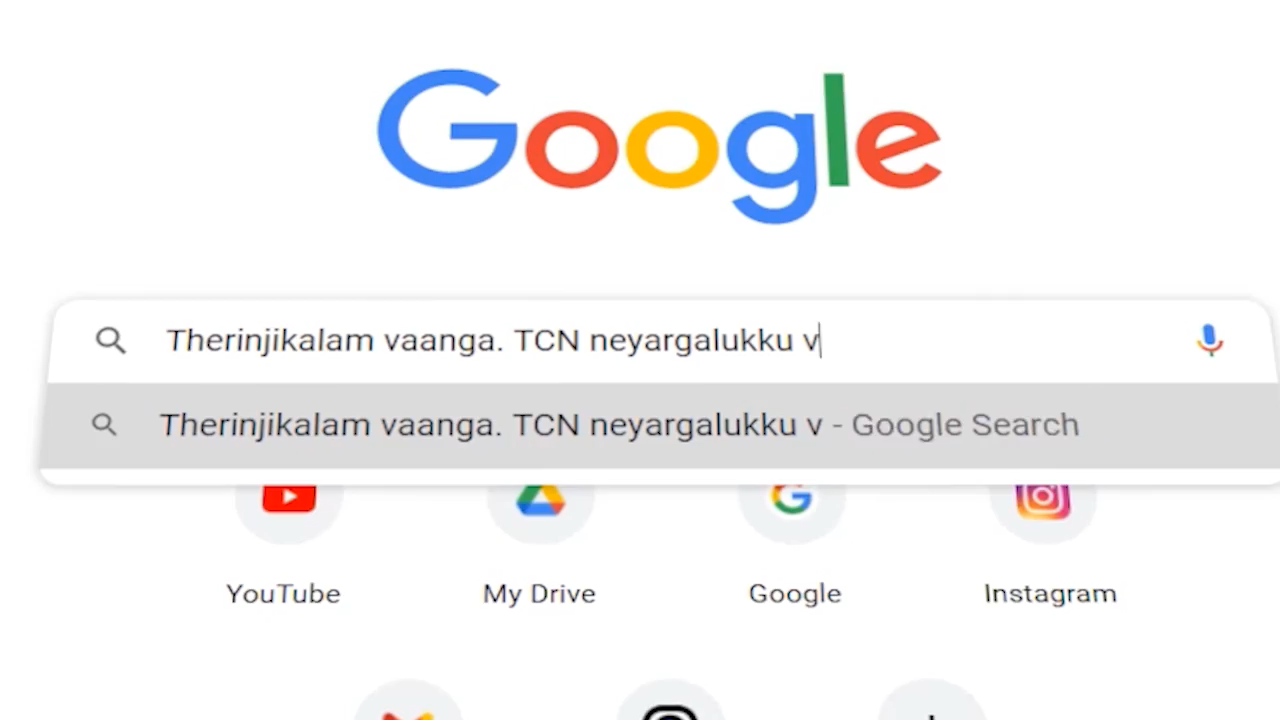 Google
Therinjikalam vaanga. TCN neyargalukku v
Therinjikalam vaanga. TCN neyargalukku v - Google Search
YouTube
My Drive
Google
Instagram